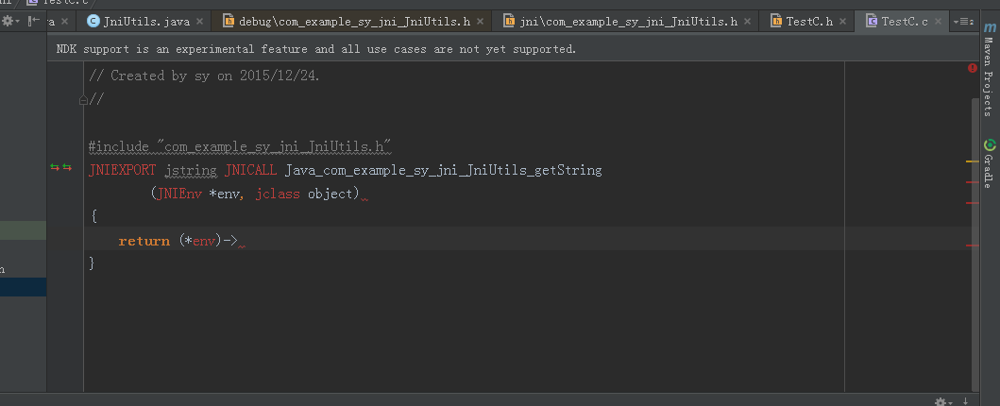 TestC.c
JniUtils.java
debug\com_example_sy_jni_JniUtils.h
jni\com_example_sy_jni_JniUtils.h
TestC.h
TestC.c
NDK support is an experimental feature and all use cases are not yet supported.
// Created by sy on 2015/12/24.
//
#include "com_example_sy_jni_JniUtils.h"
JNIEXPORT jstring JNICALL Java_com_example_sy_jni_JniUtils_getString
(JNIEnv *env, jclass object)
{
return (*env)->
}
Maven Projects
Gradle